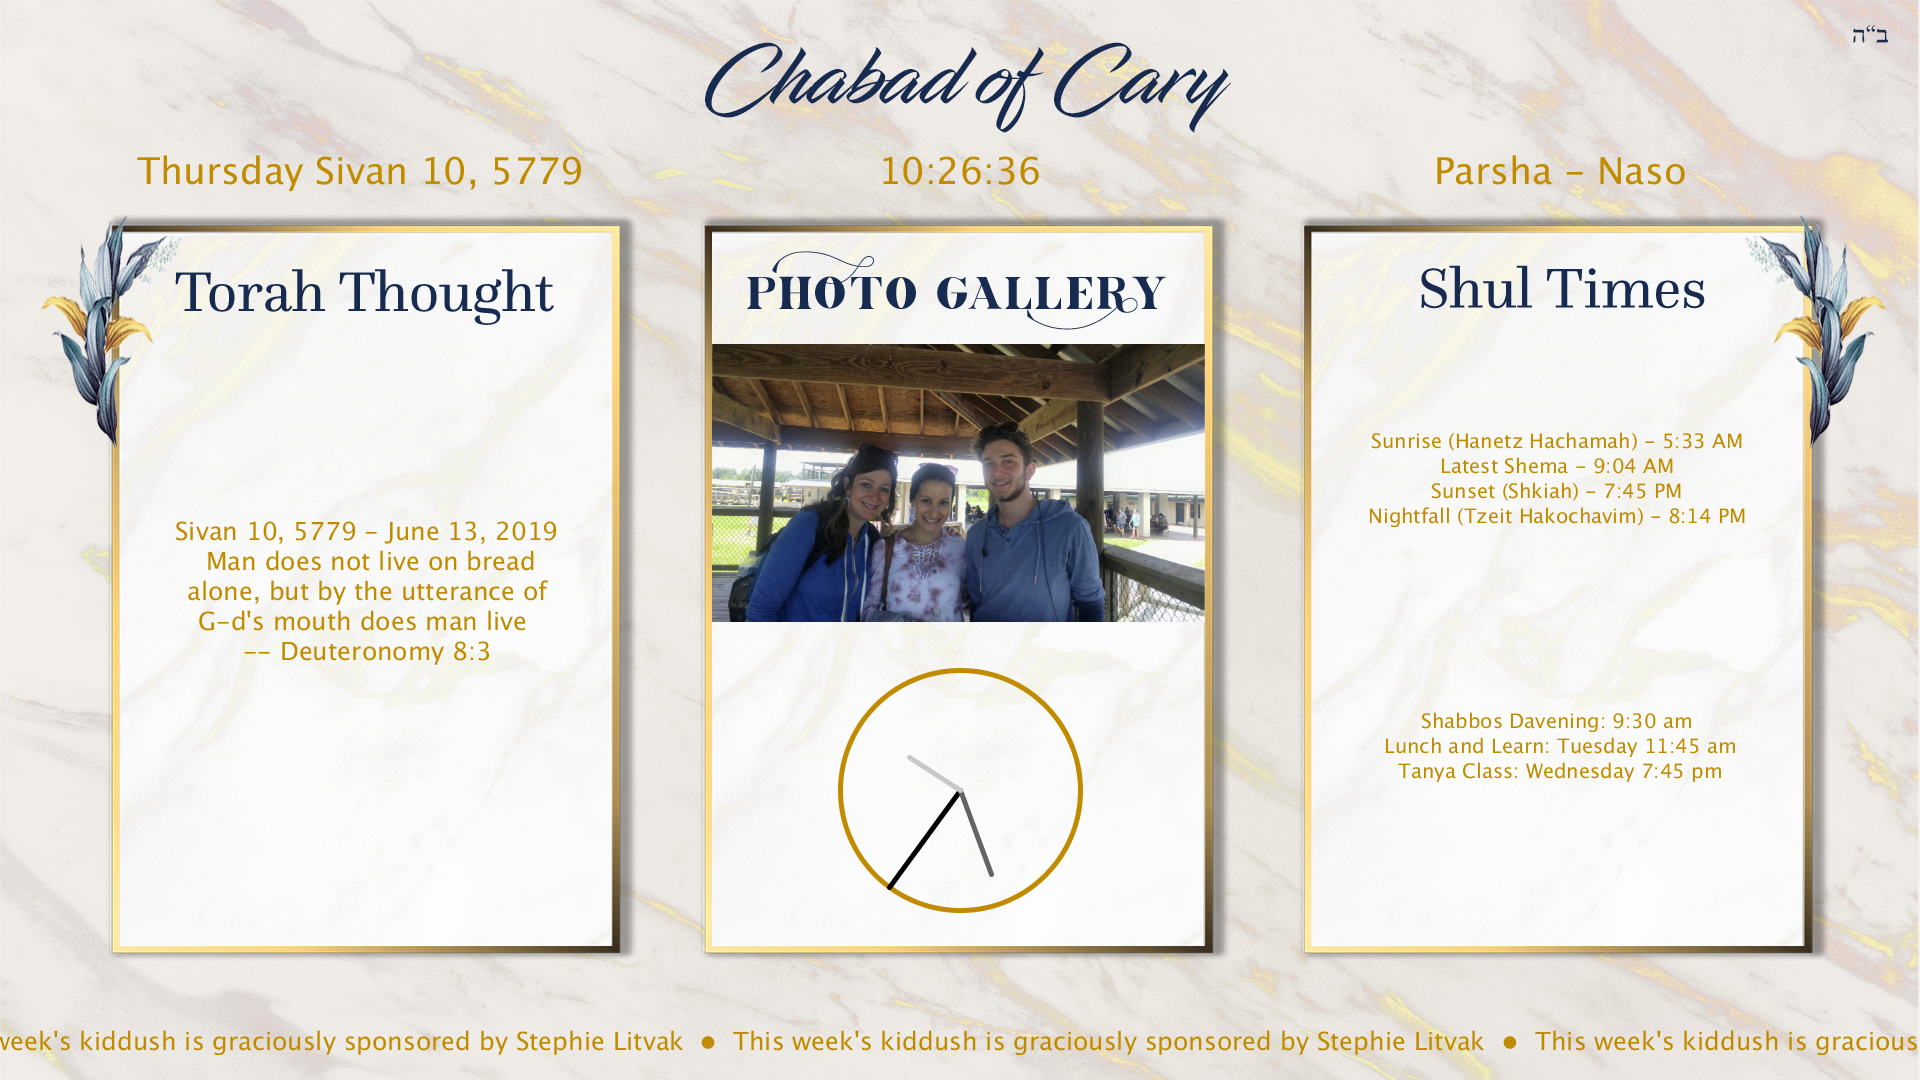 ב“ה
Chabad of Cary
Thursday Sivan 10, 5779
10:26:36
Parsha – Naso
Torah Thought
Sivan 10, 5779 – June 13, 2019
Man does not live on bread
alone, but by the utterance of
G–d's mouth does man live
-- Deuteronomy 8:3
PHOTO GALLERY
Shul Times
Sunrise (Hanetz Hachamah) – 5:33 AM
Latest Shema – 9:04 AM
Sunset (Shkiah) – 7:45 PM
Nightfall (Tzeit Hakochavim) – 8:14 PM
Shabbos Davening: 9:30 am
Lunch and Learn: Tuesday 11:45 am
Tanya Class: Wednesday 7:45 pm
week's kiddush is graciously sponsored by Stephie Litvak ● This week's kiddush is graciously sponsored by Stephie Litvak ● This week's kiddush is gracious